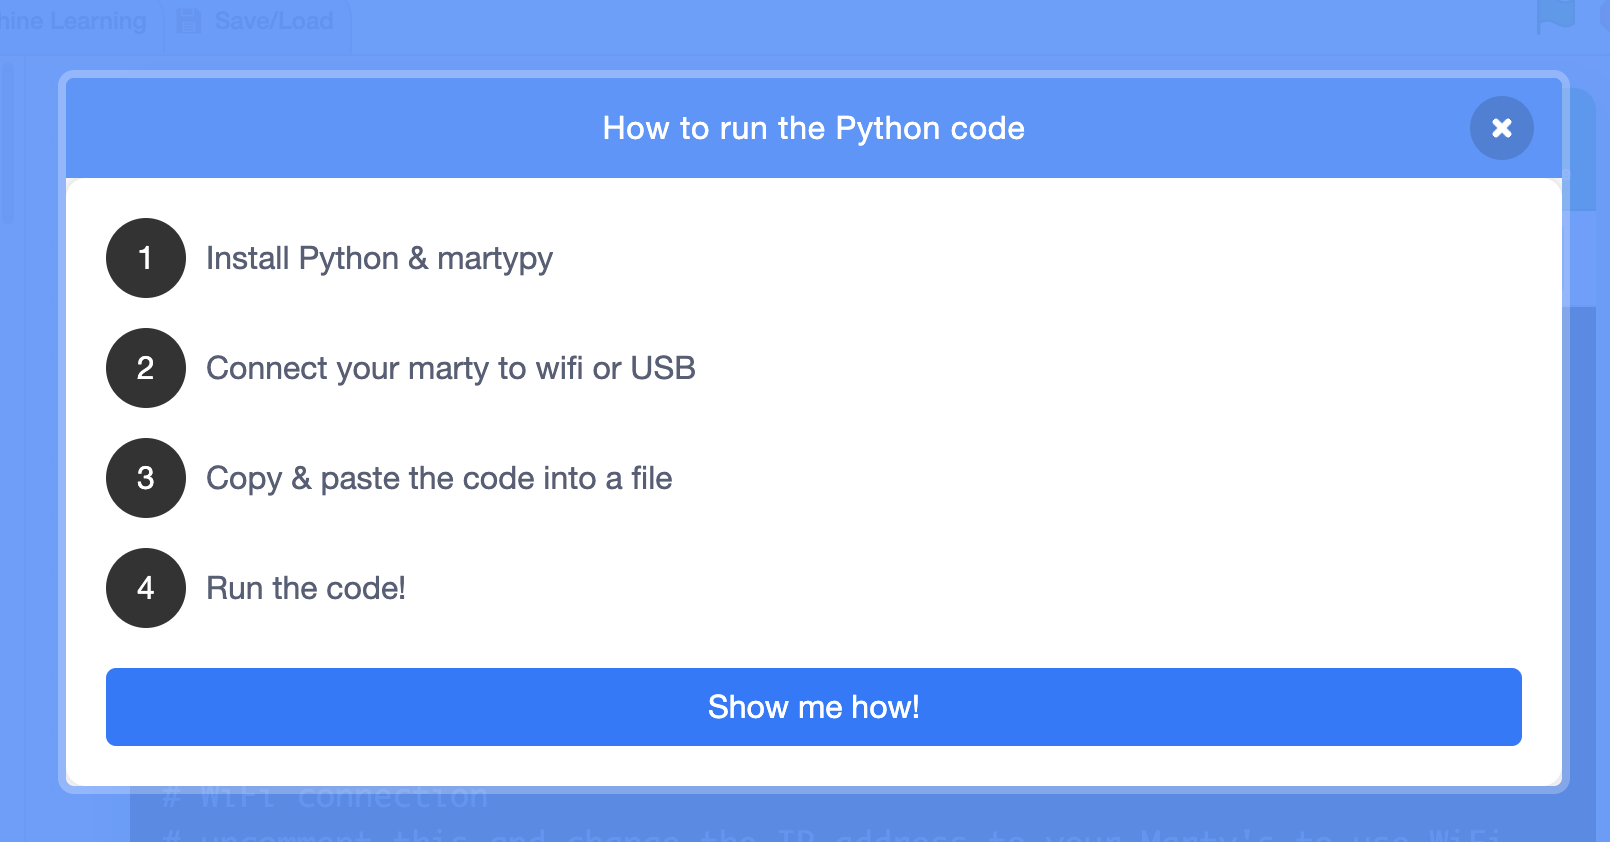 hine Learning
Save/Load
How to run the Python code
1 Install Python & martypy
2 Connect your marty to wifi or USB
3 Copy & paste the code into a file
4 Run the code!
Show me how!
# WiFi connection
# uncomment this and change the IP address to your Marty's to use WiFi